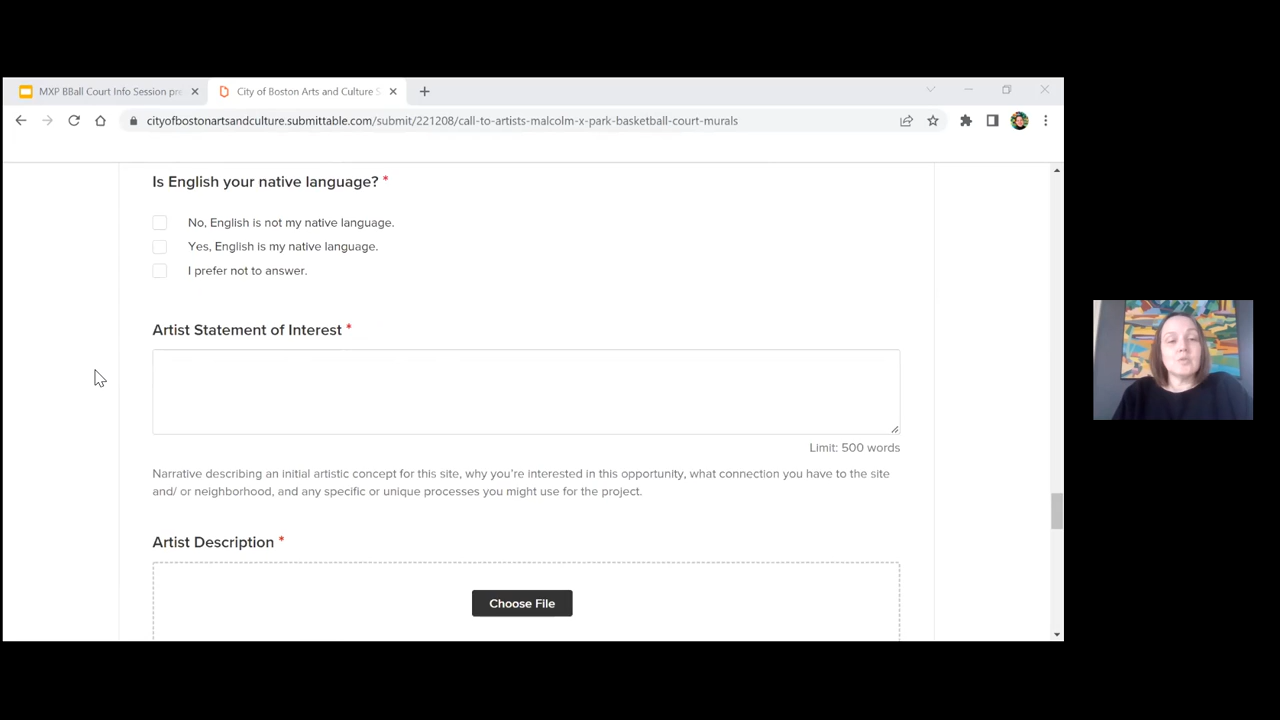 MXP BBall Court Info Session pre
City of Boston Arts and Culture S
cityofbostonartsandculture.submittable.com/submit/221208/call-to-artists-malcolm-x-park-basketball-court-murals
Is English your native language? *
No, English is not my native language.
Yes, English is my native language.
I prefer not to answer.
Artist Statement of Interest *
Limit: 500 words
Narrative describing an initial artistic concept for this site, why you're interested in this opportunity, what connection you have to the site
and/ or neighborhood, and any specific or unique processes you might use for the project.
Artist Description *
Choose File